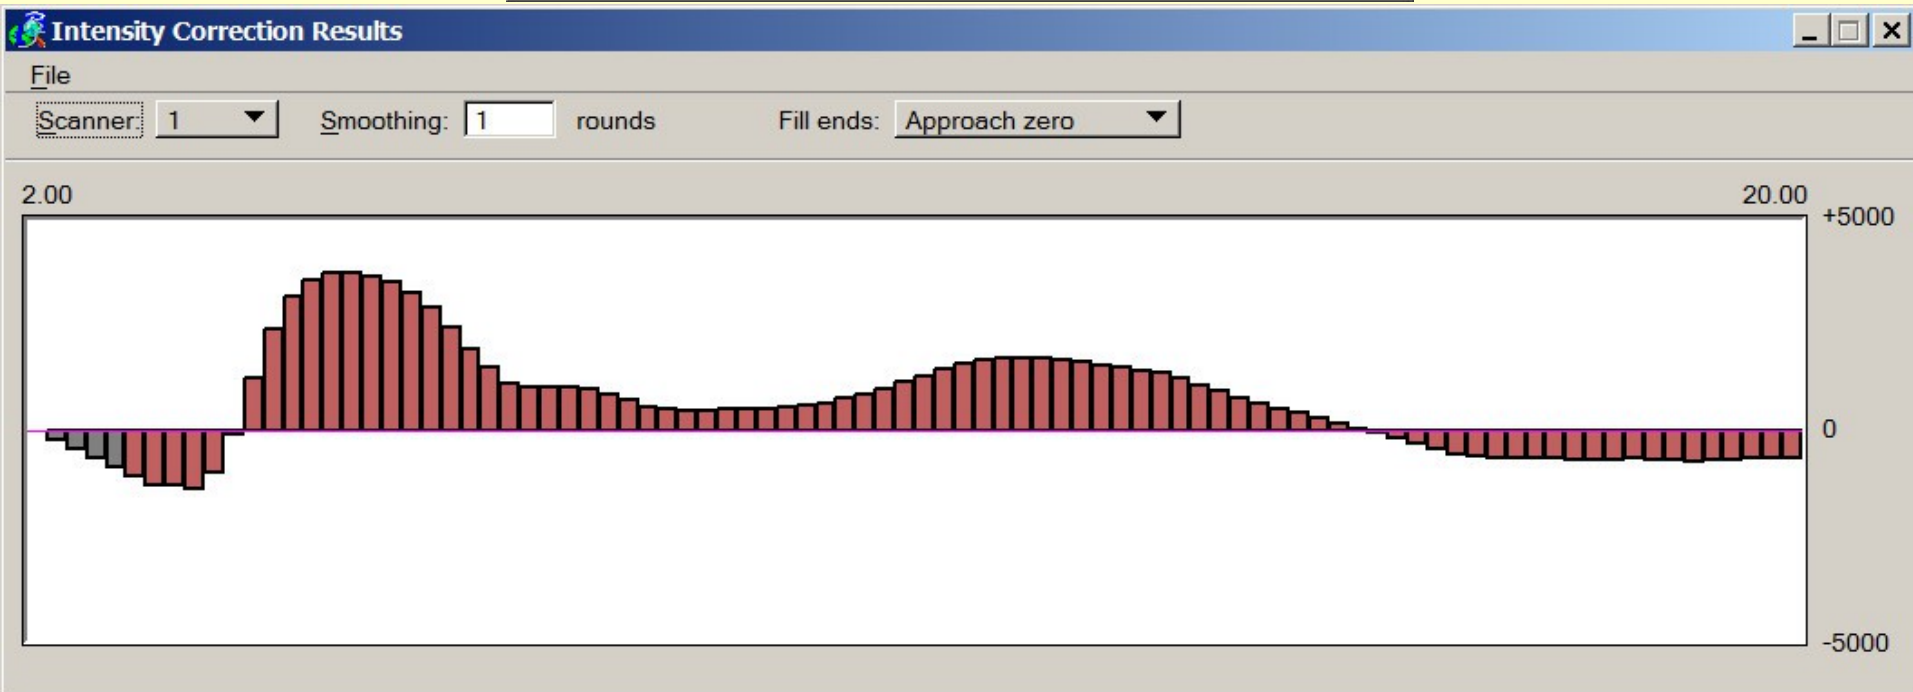 Intensity Correction Results
File
Scanner: 1 Smoothing: 1 rounds Fill ends: Approach zero
2.00 20.00
+5000
0
-5000